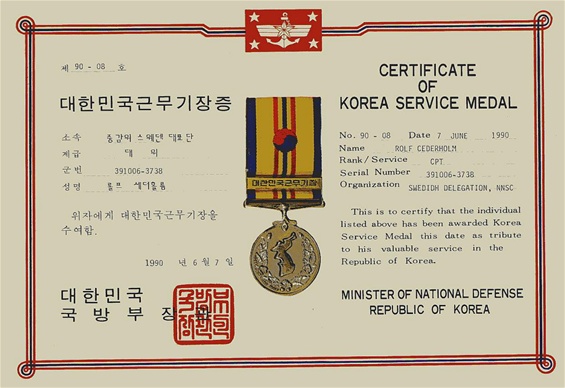 제 90 - 08 호
대한민국근무기장증
소속 중감위 스웨덴 대표단
계급 대 위
군번 391006-3738
성명 롤프 세더홀름
위자에게 대한민국근무기장을
수여함.
1990 년 6 월 7 일
대한민국
국방부장관
대한민국근무기장
CERTIFICATE
OF
KOREA SERVICE MEDAL
No. 90 - 08 Date 7 JUNE 1990
Name ROLF CEDERHOLM
Rank/Service CPT.
Serial Number 391006-3738
Organization SWEDIDH DELEGATION, NNSC
This is to certify that the individual
listed above has been awarded Korea
Service Medal this date as tribute
to his valuable service in the
Republic of Korea.
MINISTER OF NATIONAL DEFENSE
REPUBLIC OF KOREA